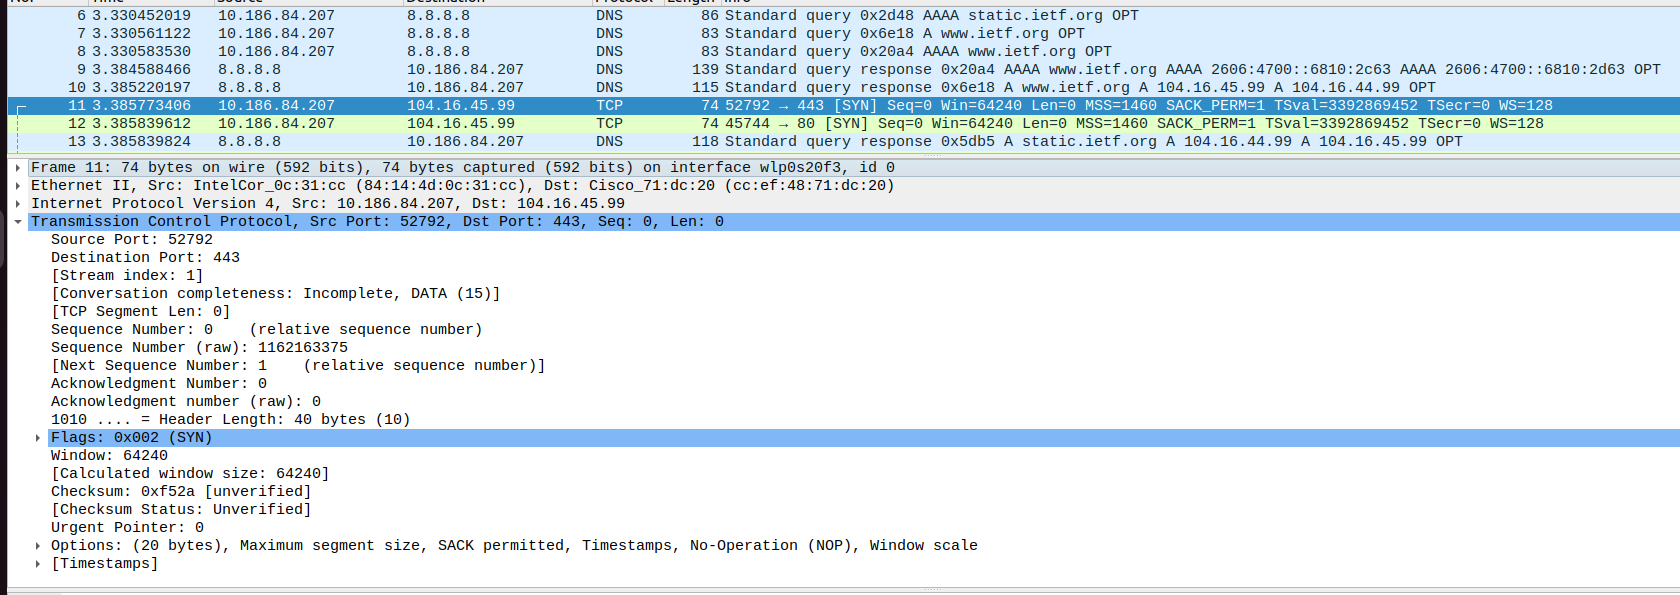 No. Time Source Destination Protocol Length Info
6 3.330452019 10.186.84.207 8.8.8.8 DNS 86 Standard query 0x2d48 AAAA static.ietf.org OPT
7 3.330561122 10.186.84.207 8.8.8.8 DNS 83 Standard query 0x6e18 A www.ietf.org OPT
8 3.330583530 10.186.84.207 8.8.8.8 DNS 83 Standard query 0x20a4 AAAA www.ietf.org OPT
9 3.384588466 8.8.8.8 10.186.84.207 DNS 139 Standard query response 0x20a4 AAAA www.ietf.org AAAA 2606:4700::6810:2c63 AAAA 2606:4700::6810:2d63 OPT
10 3.385220197 8.8.8.8 10.186.84.207 DNS 115 Standard query response 0x6e18 A www.ietf.org A 104.16.45.99 A 104.16.44.99 OPT
11 3.385773406 10.186.84.207 104.16.45.99 TCP 74 52792 → 443 [SYN] Seq=0 Win=64240 Len=0 MSS=1460 SACK_PERM=1 TSval=3392869452 TSecr=0 WS=128
12 3.385839612 10.186.84.207 104.16.45.99 TCP 74 45744 → 80 [SYN] Seq=0 Win=64240 Len=0 MSS=1460 SACK_PERM=1 TSval=3392869452 TSecr=0 WS=128
13 3.385839824 8.8.8.8 10.186.84.207 DNS 118 Standard query response 0x5db5 A static.ietf.org A 104.16.44.99 A 104.16.45.99 OPT
Frame 11: 74 bytes on wire (592 bits), 74 bytes captured (592 bits) on interface wlp0s20f3, id 0
Ethernet II, Src: IntelCor_0c:31:cc (84:14:4d:0c:31:cc), Dst: Cisco_71:dc:20 (cc:ef:48:71:dc:20)
Internet Protocol Version 4, Src: 10.186.84.207, Dst: 104.16.45.99
Transmission Control Protocol, Src Port: 52792, Dst Port: 443, Seq: 0, Len: 0
Source Port: 52792
Destination Port: 443
[Stream index: 1]
[Conversation completeness: Incomplete, DATA (15)]
[TCP Segment Len: 0]
Sequence Number: 0    (relative sequence number)
Sequence Number (raw): 1162163375
[Next Sequence Number: 1    (relative sequence number)]
Acknowledgment Number: 0
Acknowledgment number (raw): 0
1010 .... = Header Length: 40 bytes (10)
Flags: 0x002 (SYN)
Window: 64240
[Calculated window size: 64240]
Checksum: 0xf52a [unverified]
[Checksum Status: Unverified]
Urgent Pointer: 0
Options: (20 bytes), Maximum segment size, SACK permitted, Timestamps, No-Operation (NOP), Window scale
[Timestamps]